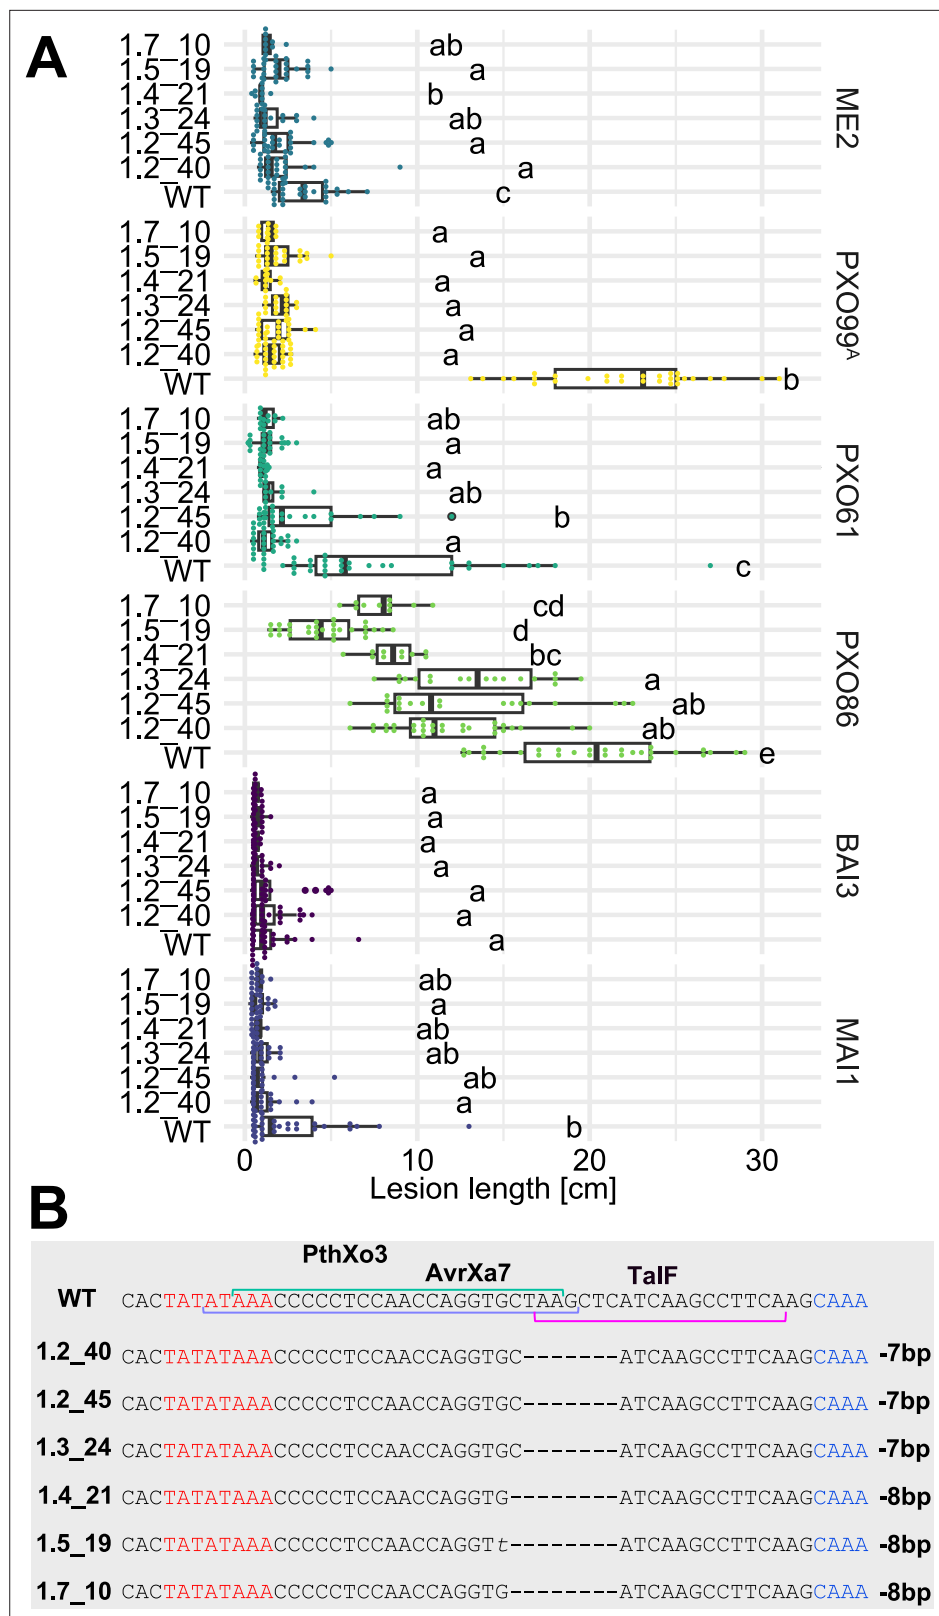 A
1.7_10 ab
1.5_19 a
1.4_21 b
1.3_24 ab
1.2_45 a
1.2_40 a
WT c
ME2
1.7_10 a
1.5_19 a
1.4_21 a
1.3_24 a
1.2_45 a
1.2_40 a
WT b
PXO99A
1.7_10 ab
1.5_19 a
1.4_21 a
1.3_24 ab
1.2_45 b
1.2_40 a
WT c
PXO61
1.7_10 cd
1.5_19 d
1.4_21 bc
1.3_24 a
1.2_45 ab
1.2_40 ab
WT e
PXO86
1.7_10 a
1.5_19 a
1.4_21 a
1.3_24 a
1.2_45 a
1.2_40 a
WT a
BAI3
1.7_10 ab
1.5_19 a
1.4_21 ab
1.3_24 ab
1.2_45 ab
1.2_40 a
WT b
MAI1
0 10 20 30
Lesion length [cm]
B
PthXo3
AvrXa7
TalF
WT CACTATATAAACCCCCTCCAACCAGGTGCTAAGCTCATCAAGCCTTCAAGCAAA
1.2_40 CACTATATAAACCCCCTCCAACCAGGTGC-------ATCAAGCCTTCAAGCAAA -7bp
1.2_45 CACTATATAAACCCCCTCCAACCAGGTGC-------ATCAAGCCTTCAAGCAAA -7bp
1.3_24 CACTATATAAACCCCCTCCAACCAGGTGC-------ATCAAGCCTTCAAGCAAA -7bp
1.4_21 CACTATATAAACCCCCTCCAACCAGGTG--------ATCAAGCCTTCAAGCAAA -8bp
1.5_19 CACTATATAAACCCCCTCCAACCAGGTt--------ATCAAGCCTTCAAGCAAA -8bp
1.7_10 CACTATATAAACCCCCTCCAACCAGGTG--------ATCAAGCCTTCAAGCAAA -8bp